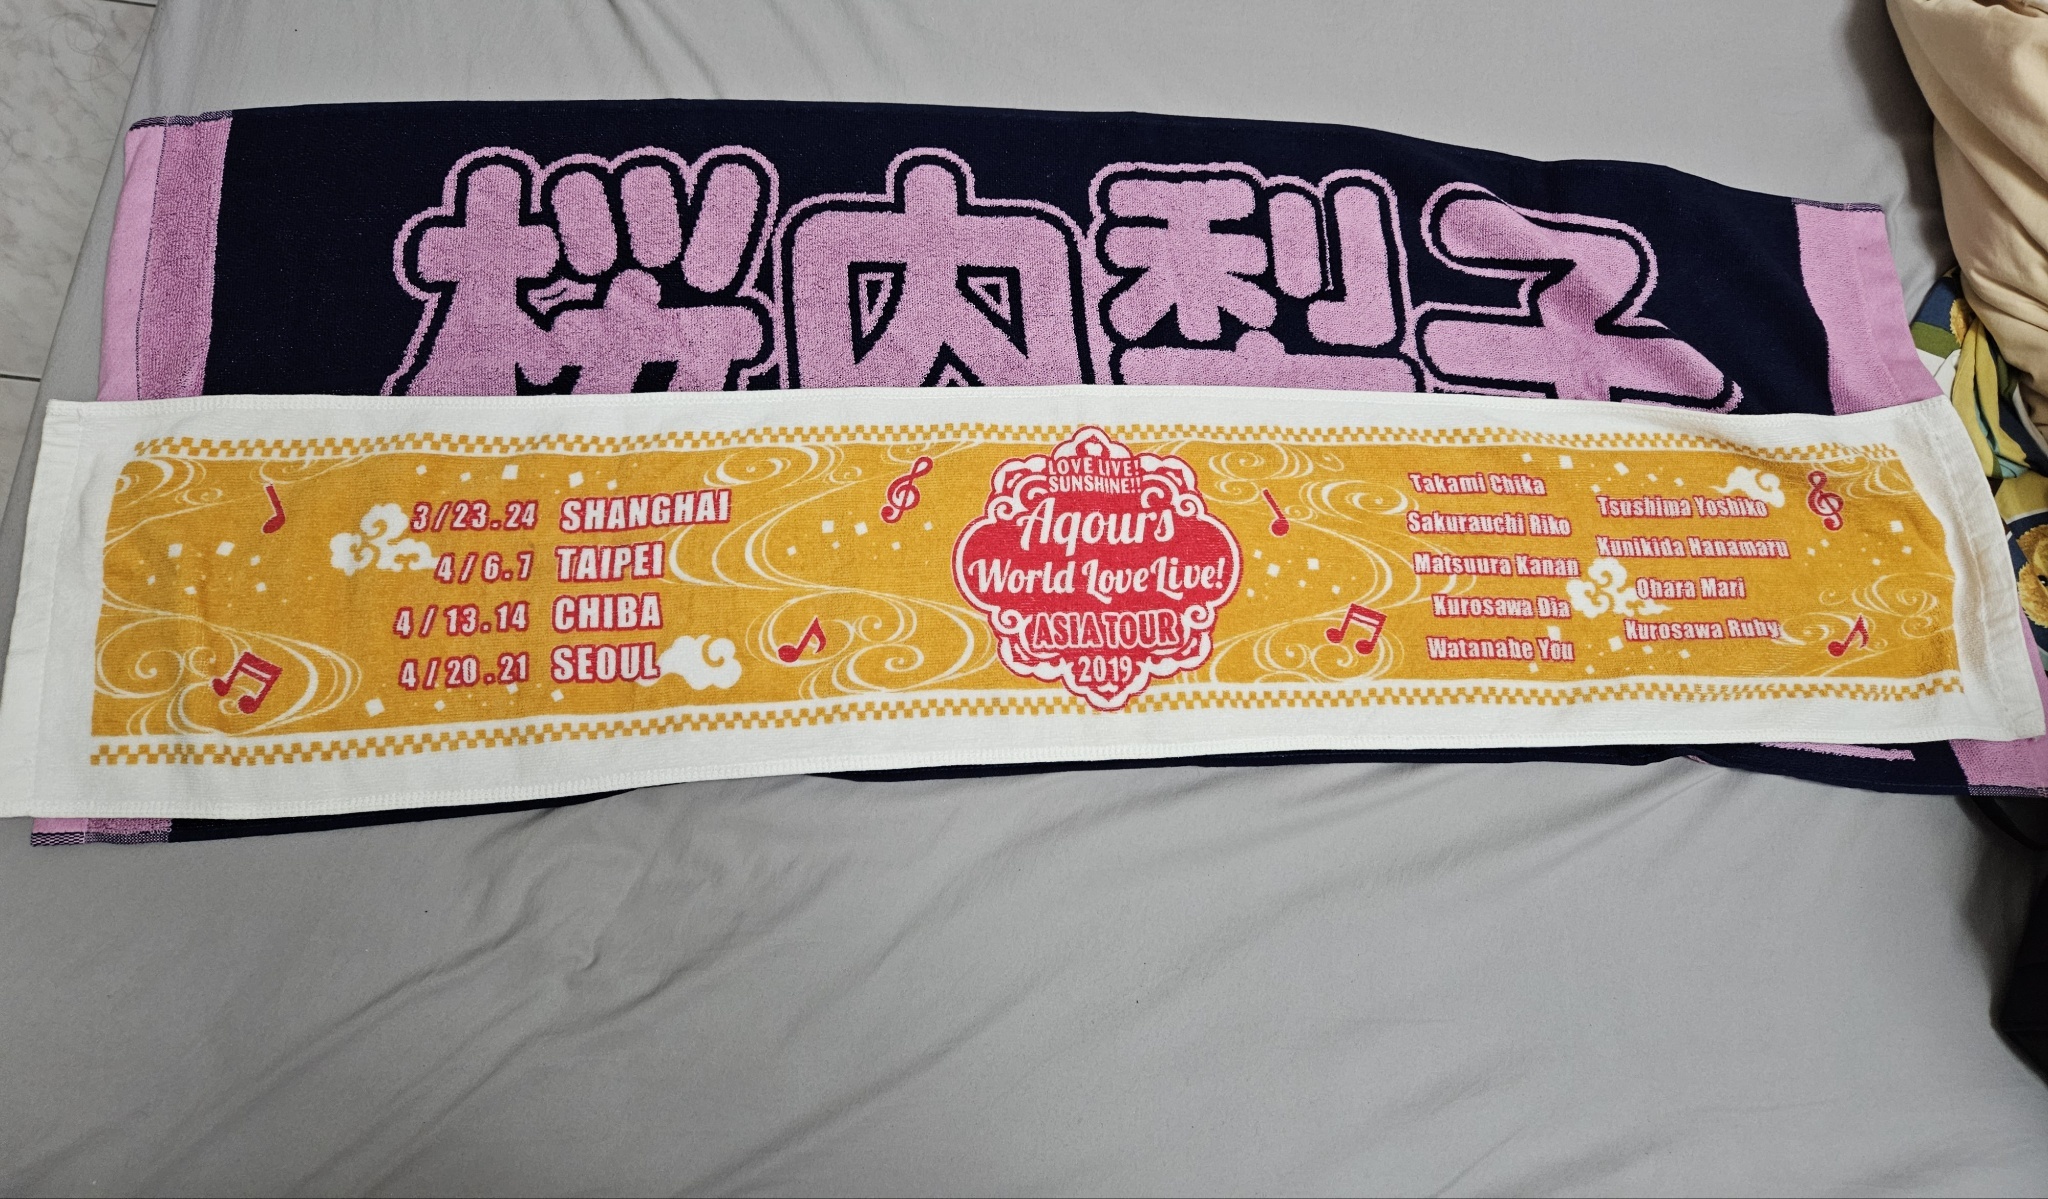 桜内梨子
3/23.24 SHANGHAI
4/6.7 TAIPEI
4/13.14 CHIBA
4/20.21 SEOUL
LOVE LIVE!
SUNSHINE!!
Aqours
World LoveLive!
ASIA TOUR
2019
Takami Chika
Sakurauchi Riko
Matsuura Kanan
Kurosawa Dia
Watanabe You
Tsushima Yoshiko
Kunikida Hanamaru
Ohara Mari
Kurosawa Ruby